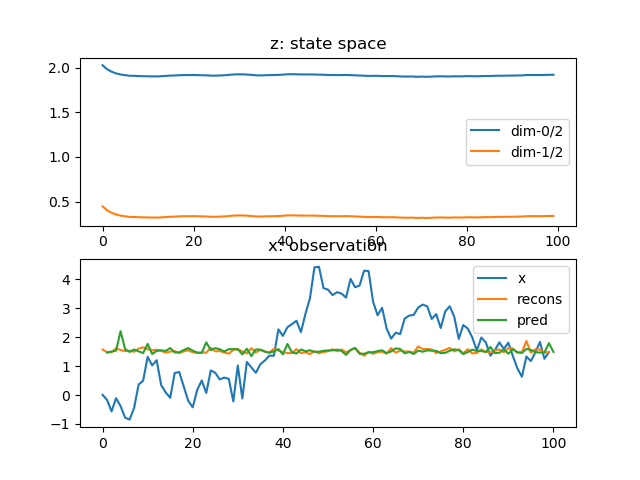 z: state space
2.0
1.5
1.0
0.5
dim-0/2
dim-1/2
0 20 40 60 80 100
x: observation
4
3
2
1
0
−1
x
recons
pred
0 20 40 60 80 100